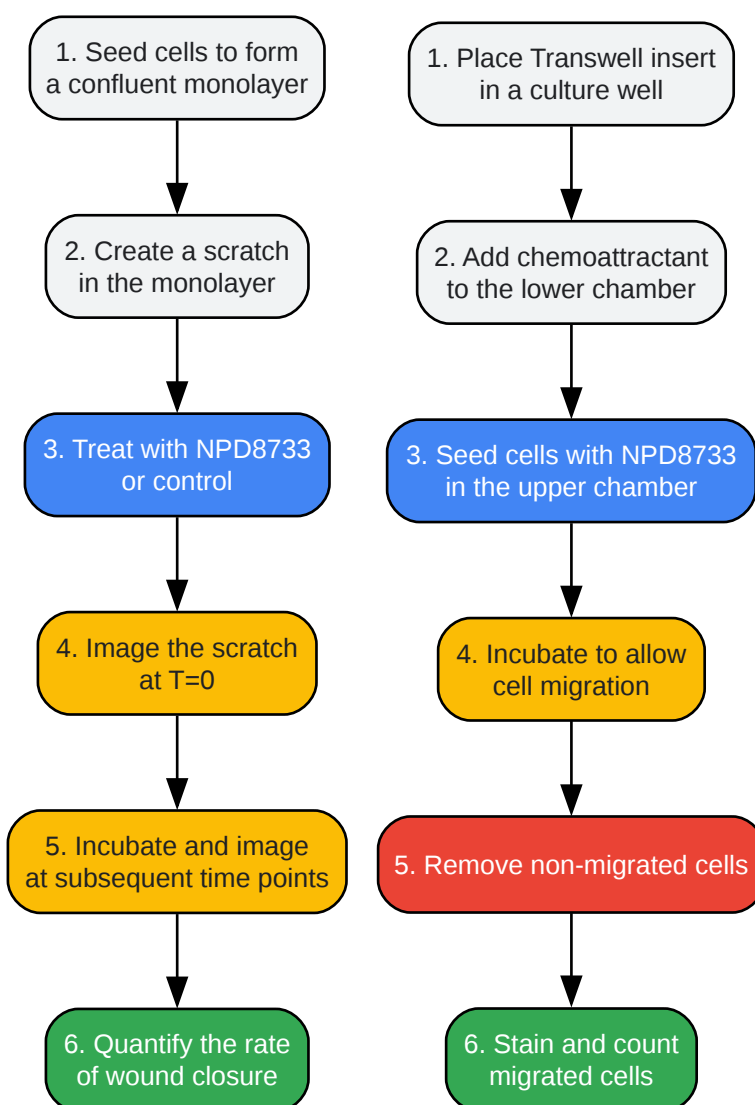 1. Seed cells to form
a confluent monolayer
2. Create a scratch
in the monolayer
3. Treat with NPD8733
or control
4. Image the scratch
at T=0
5. Incubate and image
at subsequent time points
6. Quantify the rate
of wound closure
1. Place Transwell insert
in a culture well
2. Add chemoattractant
to the lower chamber
3. Seed cells with NPD8733
in the upper chamber
4. Incubate to allow
cell migration
5. Remove non-migrated cells
6. Stain and count
migrated cells